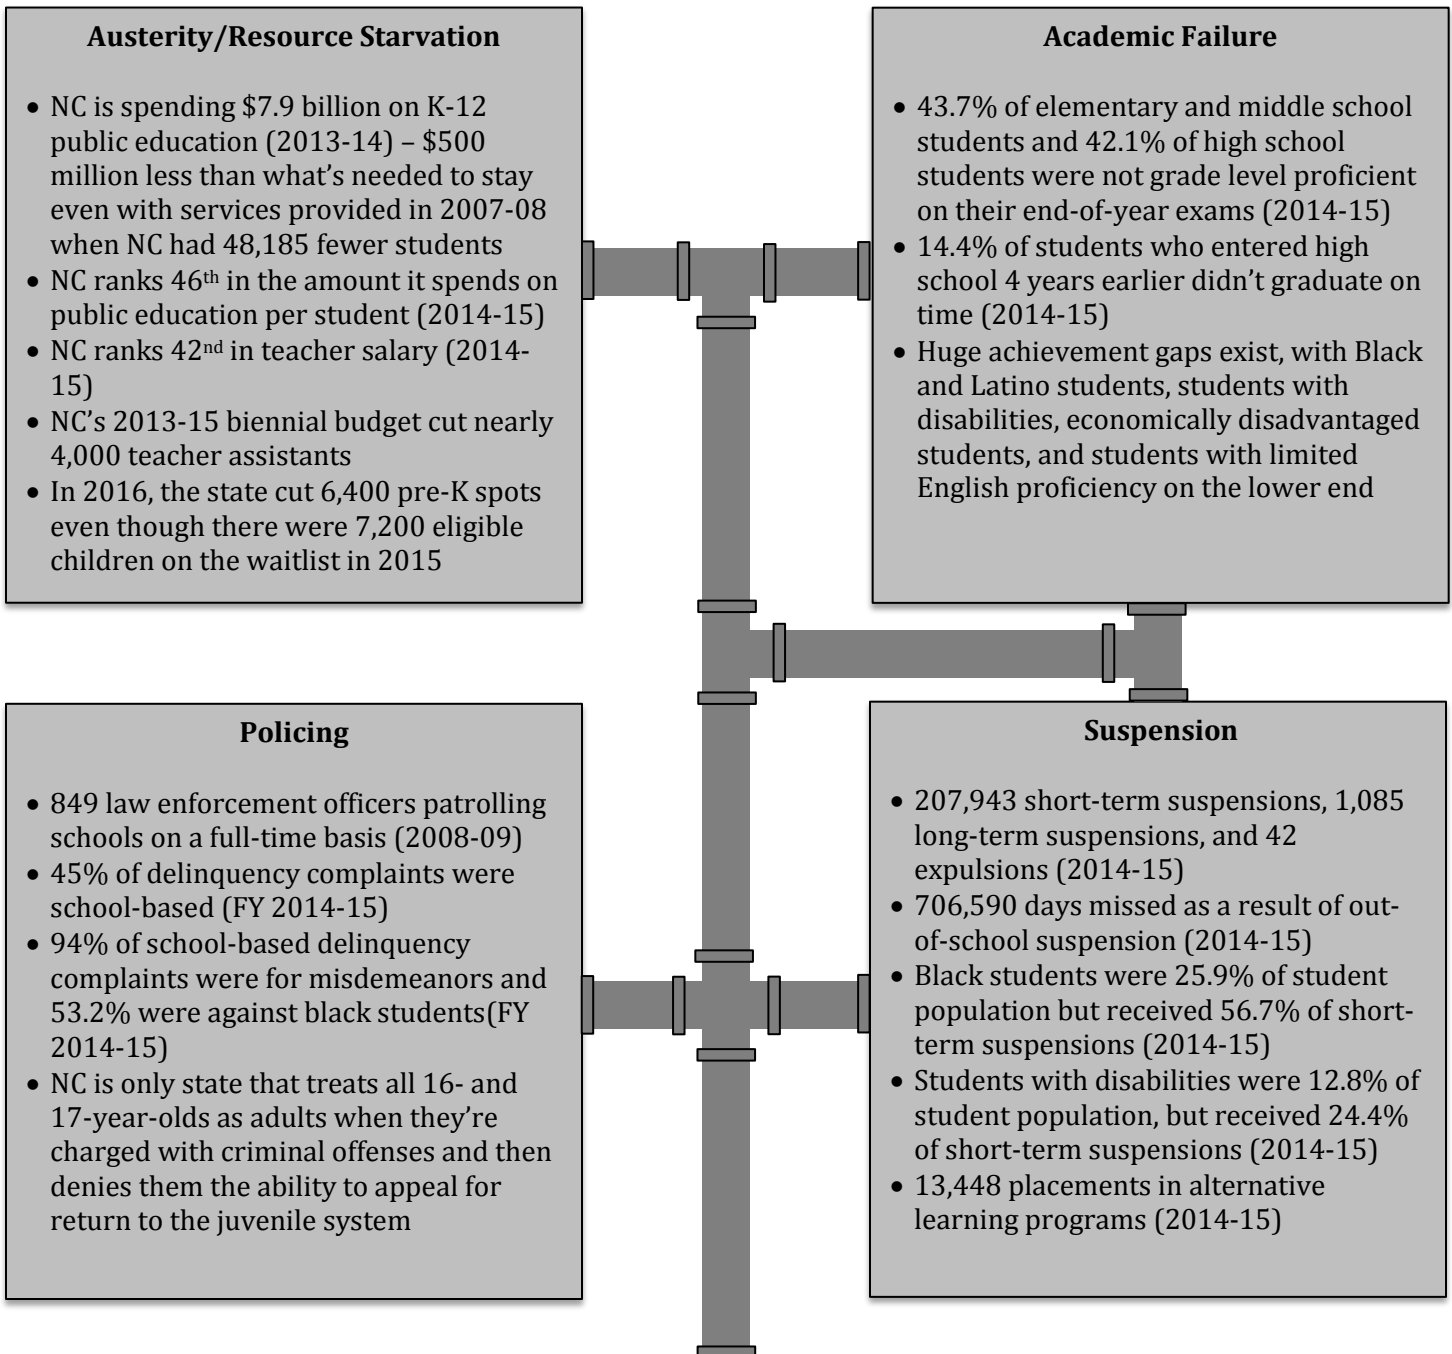 Austerity/Resource Starvation
• NC is spending $7.9 billion on K-12
public education (2013-14) – $500
million less than what's needed to stay
even with services provided in 2007-08
when NC had 48,185 fewer students
• NC ranks 46th in the amount it spends on
public education per student (2014-15)
• NC ranks 42nd in teacher salary (2014-
15)
• NC's 2013-15 biennial budget cut nearly
4,000 teacher assistants
• In 2016, the state cut 6,400 pre-K spots
even though there were 7,200 eligible
children on the waitlist in 2015
Academic Failure
• 43.7% of elementary and middle school
students and 42.1% of high school
students were not grade level proficient
on their end-of-year exams (2014-15)
• 14.4% of students who entered high
school 4 years earlier didn't graduate on
time (2014-15)
• Huge achievement gaps exist, with Black
and Latino students, students with
disabilities, economically disadvantaged
students, and students with limited
English proficiency on the lower end
Policing
• 849 law enforcement officers patrolling
schools on a full-time basis (2008-09)
• 45% of delinquency complaints were
school-based (FY 2014-15)
• 94% of school-based delinquency
complaints were for misdemeanors and
53.2% were against black students(FY
2014-15)
• NC is only state that treats all 16- and
17-year-olds as adults when they're
charged with criminal offenses and then
denies them the ability to appeal for
return to the juvenile system
Suspension
• 207,943 short-term suspensions, 1,085
long-term suspensions, and 42
expulsions (2014-15)
• 706,590 days missed as a result of out-
of-school suspension (2014-15)
• Black students were 25.9% of student
population but received 56.7% of short-
term suspensions (2014-15)
• Students with disabilities were 12.8% of
student population, but received 24.4%
of short-term suspensions (2014-15)
• 13,448 placements in alternative
learning programs (2014-15)